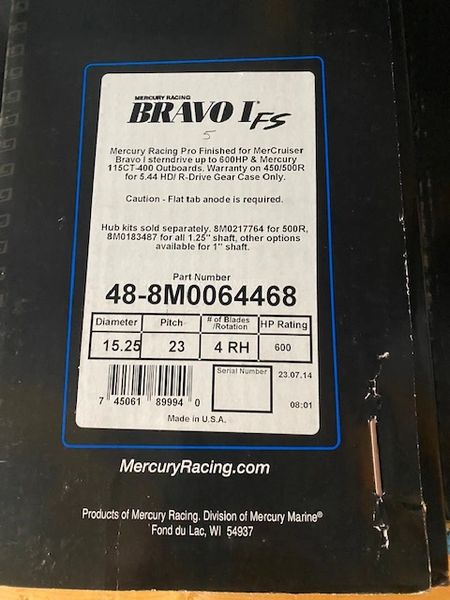 MERCURY RACING
BRAVO I® FS
5
Mercury Racing Pro Finished for MerCruiser
Bravo I sterndrive up to 600HP & Mercury
115CT-400 Outboards. Warranty on 450/500R
for 5.44 HD/ R-Drive Gear Case Only.
Caution - Flat tab anode is required.
Hub kits sold separately. 8M0217764 for 500R,
8M0183487 for all 1.25" shaft, other options
available for 1" shaft.
Part Number
48-8M0064468
Diameter Pitch # of Blades /Rotation HP Rating
15.25 23 4 RH 600
Serial Number 23.07.14
08:01
7 45061 89994 0
Made in U.S.A.
MercuryRacing.com
Products of Mercury Racing. Division of Mercury Marine®
Fond du Lac, WI 54937